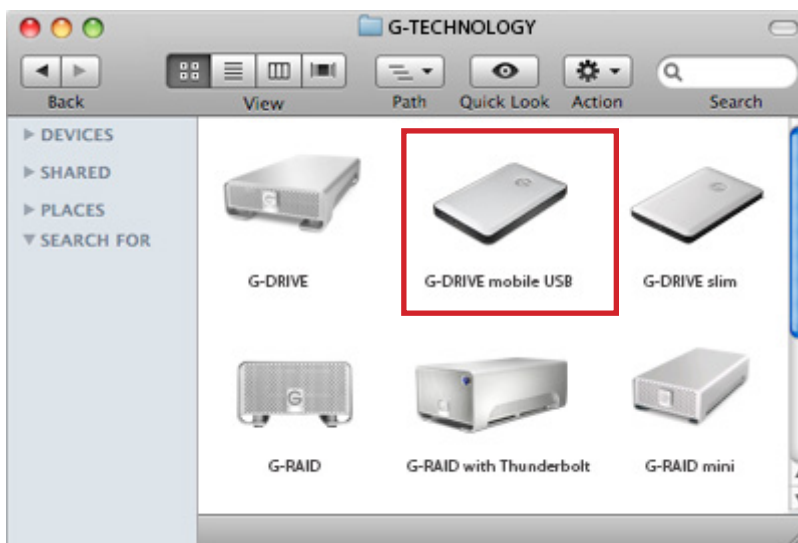 G-TECHNOLOGY
Back View Path Quick Look Action Search
DEVICES
SHARED
PLACES
SEARCH FOR
G-DRIVE G-DRIVE mobile USB G-DRIVE slim
G-RAID G-RAID with Thunderbolt G-RAID mini